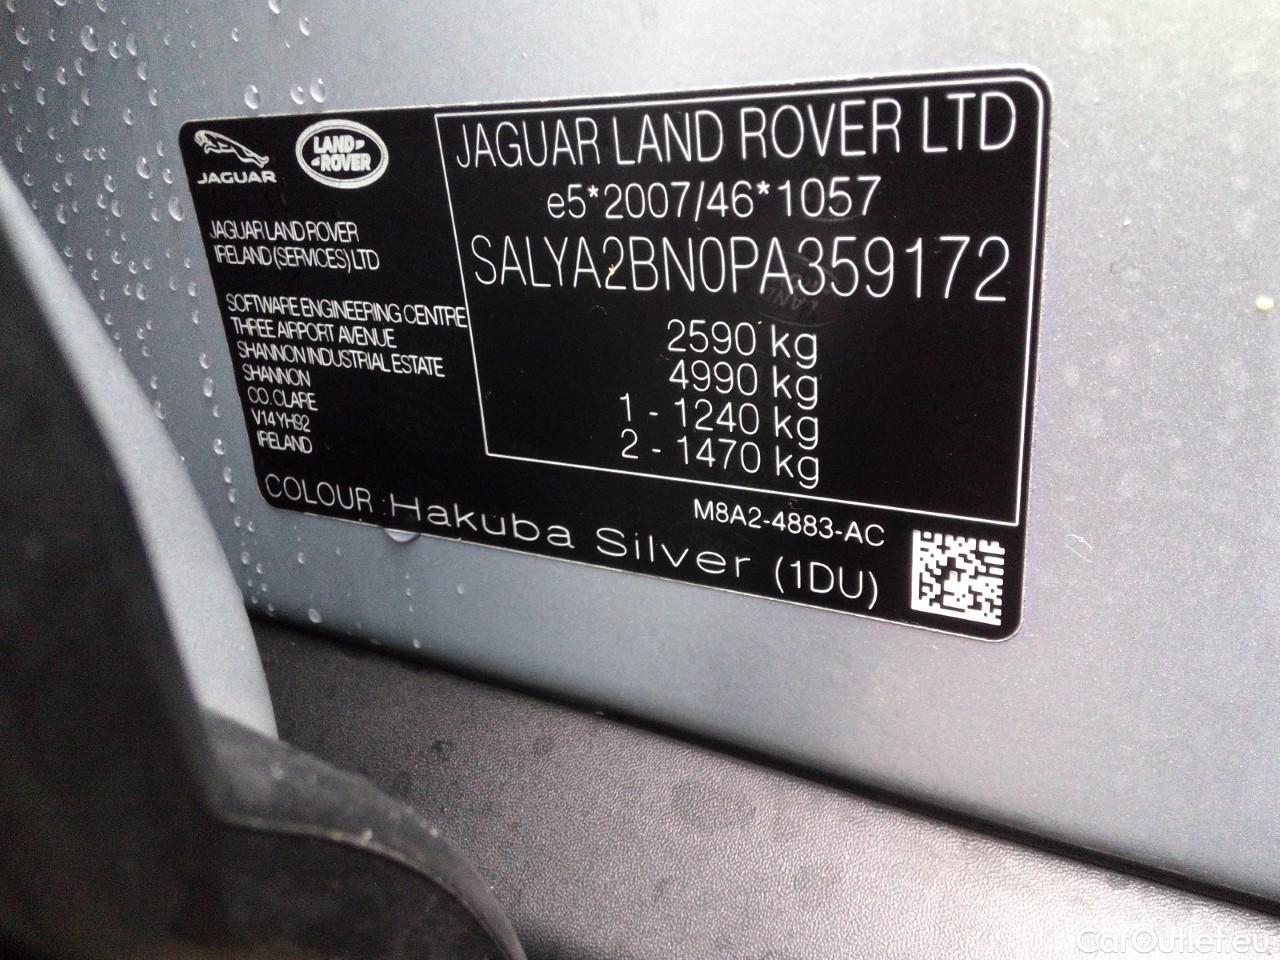 JAGUAR
LAND
ROVER
JAGUAR LAND ROVER
IRELAND (SERVICES) LTD
SOFTWARE ENGINEERING CENTRE
THREE AIRPORT AVENUE
SHANNON INDUSTRIAL ESTATE
SHANNON
CO. CLARE
V14 YH92
IRELAND
JAGUAR LAND ROVER LTD
e5*2007/46*1057
SALYA2BN0PA359172
2590 kg
4990 kg
1 - 1240 kg
2 - 1470 kg
M8A2-4883-AC
COLOUR : Hakuba Silver (1DU)
CarOutlet.eu